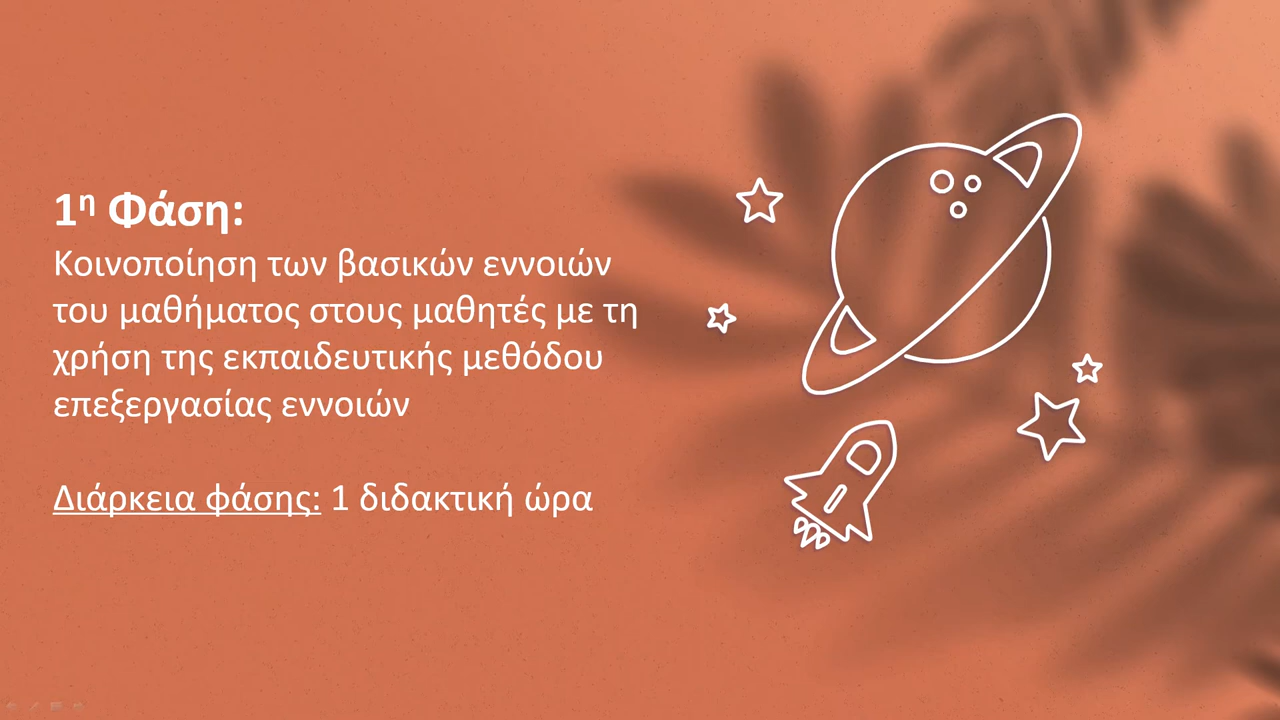 1η Φάση:
Κοινοποίηση των βασικών εννοιών
του μαθήματος στους μαθητές με τη
χρήση της εκπαιδευτικής μεθόδου
επεξεργασίας εννοιών
Διάρκεια φάσης: 1 διδακτική ώρα